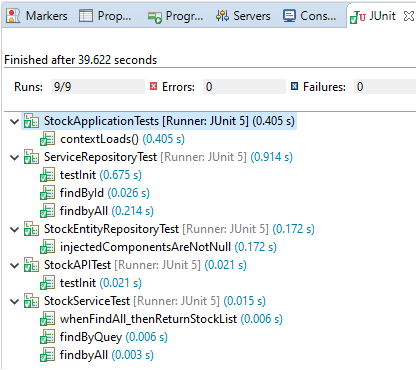 Markers Prop... Progr... Servers Cons... JUnit
Finished after 39.622 seconds
Runs: 9/9 Errors: 0 Failures: 0
StockApplicationTests [Runner: JUnit 5] (0.405 s)
contextLoads() (0.405 s)
ServiceRepositoryTest [Runner: JUnit 5] (0.914 s)
testInit (0.675 s)
findById (0.026 s)
findbyAll (0.214 s)
StockEntityRepositoryTest [Runner: JUnit 5] (0.172 s)
injectedComponentsAreNotNull (0.172 s)
StockAPITest [Runner: JUnit 5] (0.021 s)
testInit (0.021 s)
StockServiceTest [Runner: JUnit 5] (0.015 s)
whenFindAll_thenReturnStockList (0.006 s)
findByQuey (0.006 s)
findbyAll (0.003 s)